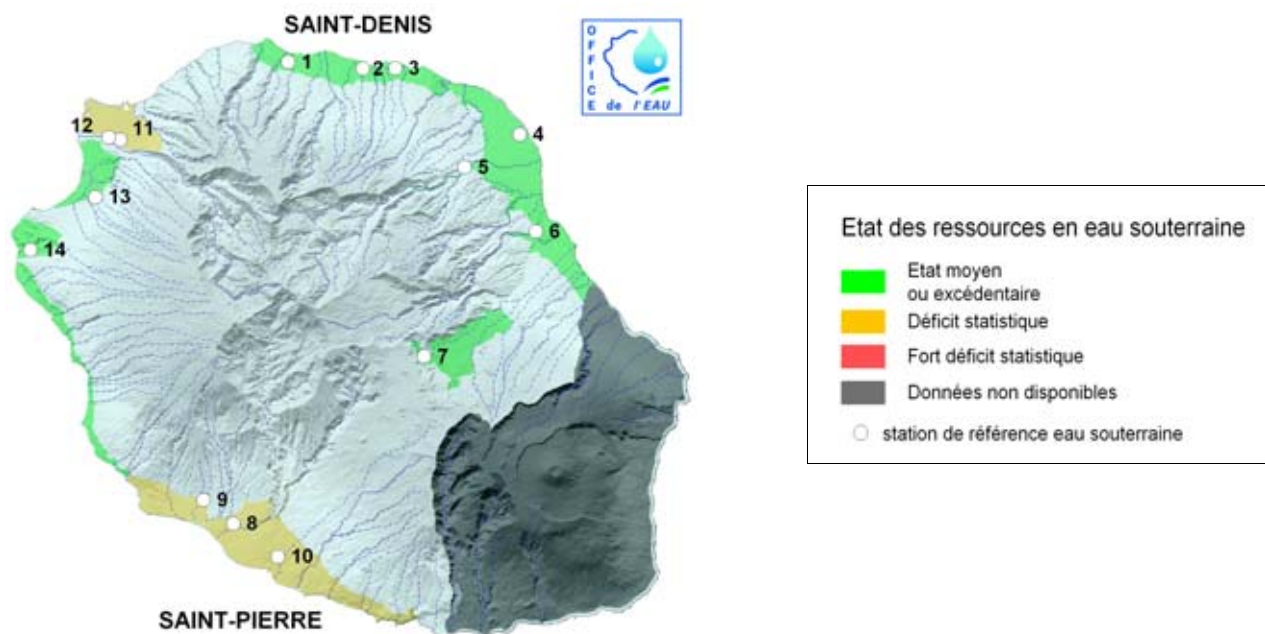 SAINT-DENIS
OFFICE
de l'EAU
1
2
3
4
5
6
7
12
11
13
14
9
8
10
SAINT-PIERRE
Etat des ressources en eau souterraine
Etat moyen
ou excédentaire
Déficit statistique
Fort déficit statistique
Données non disponibles
station de référence eau souterraine